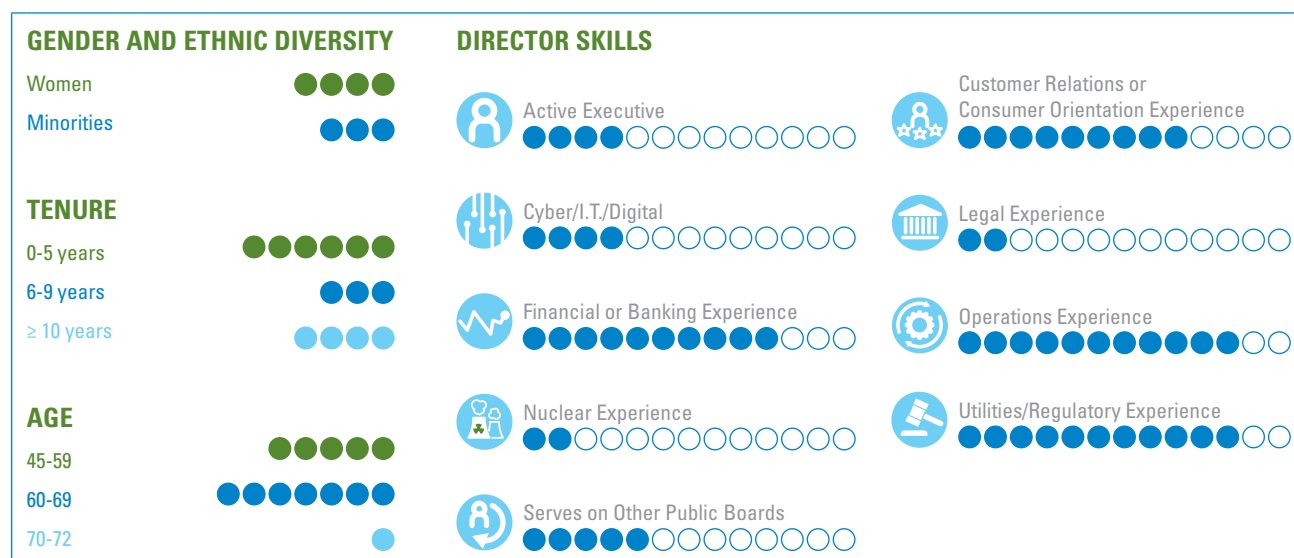 GENDER AND ETHNIC DIVERSITY
Women
Minorities
TENURE
0-5 years
6-9 years
≥ 10 years
AGE
45-59
60-69
70-72
DIRECTOR SKILLS
Active Executive
Cyber/I.T./Digital
Financial or Banking Experience
Nuclear Experience
Serves on Other Public Boards
Customer Relations or
Consumer Orientation Experience
Legal Experience
Operations Experience
Utilities/Regulatory Experience